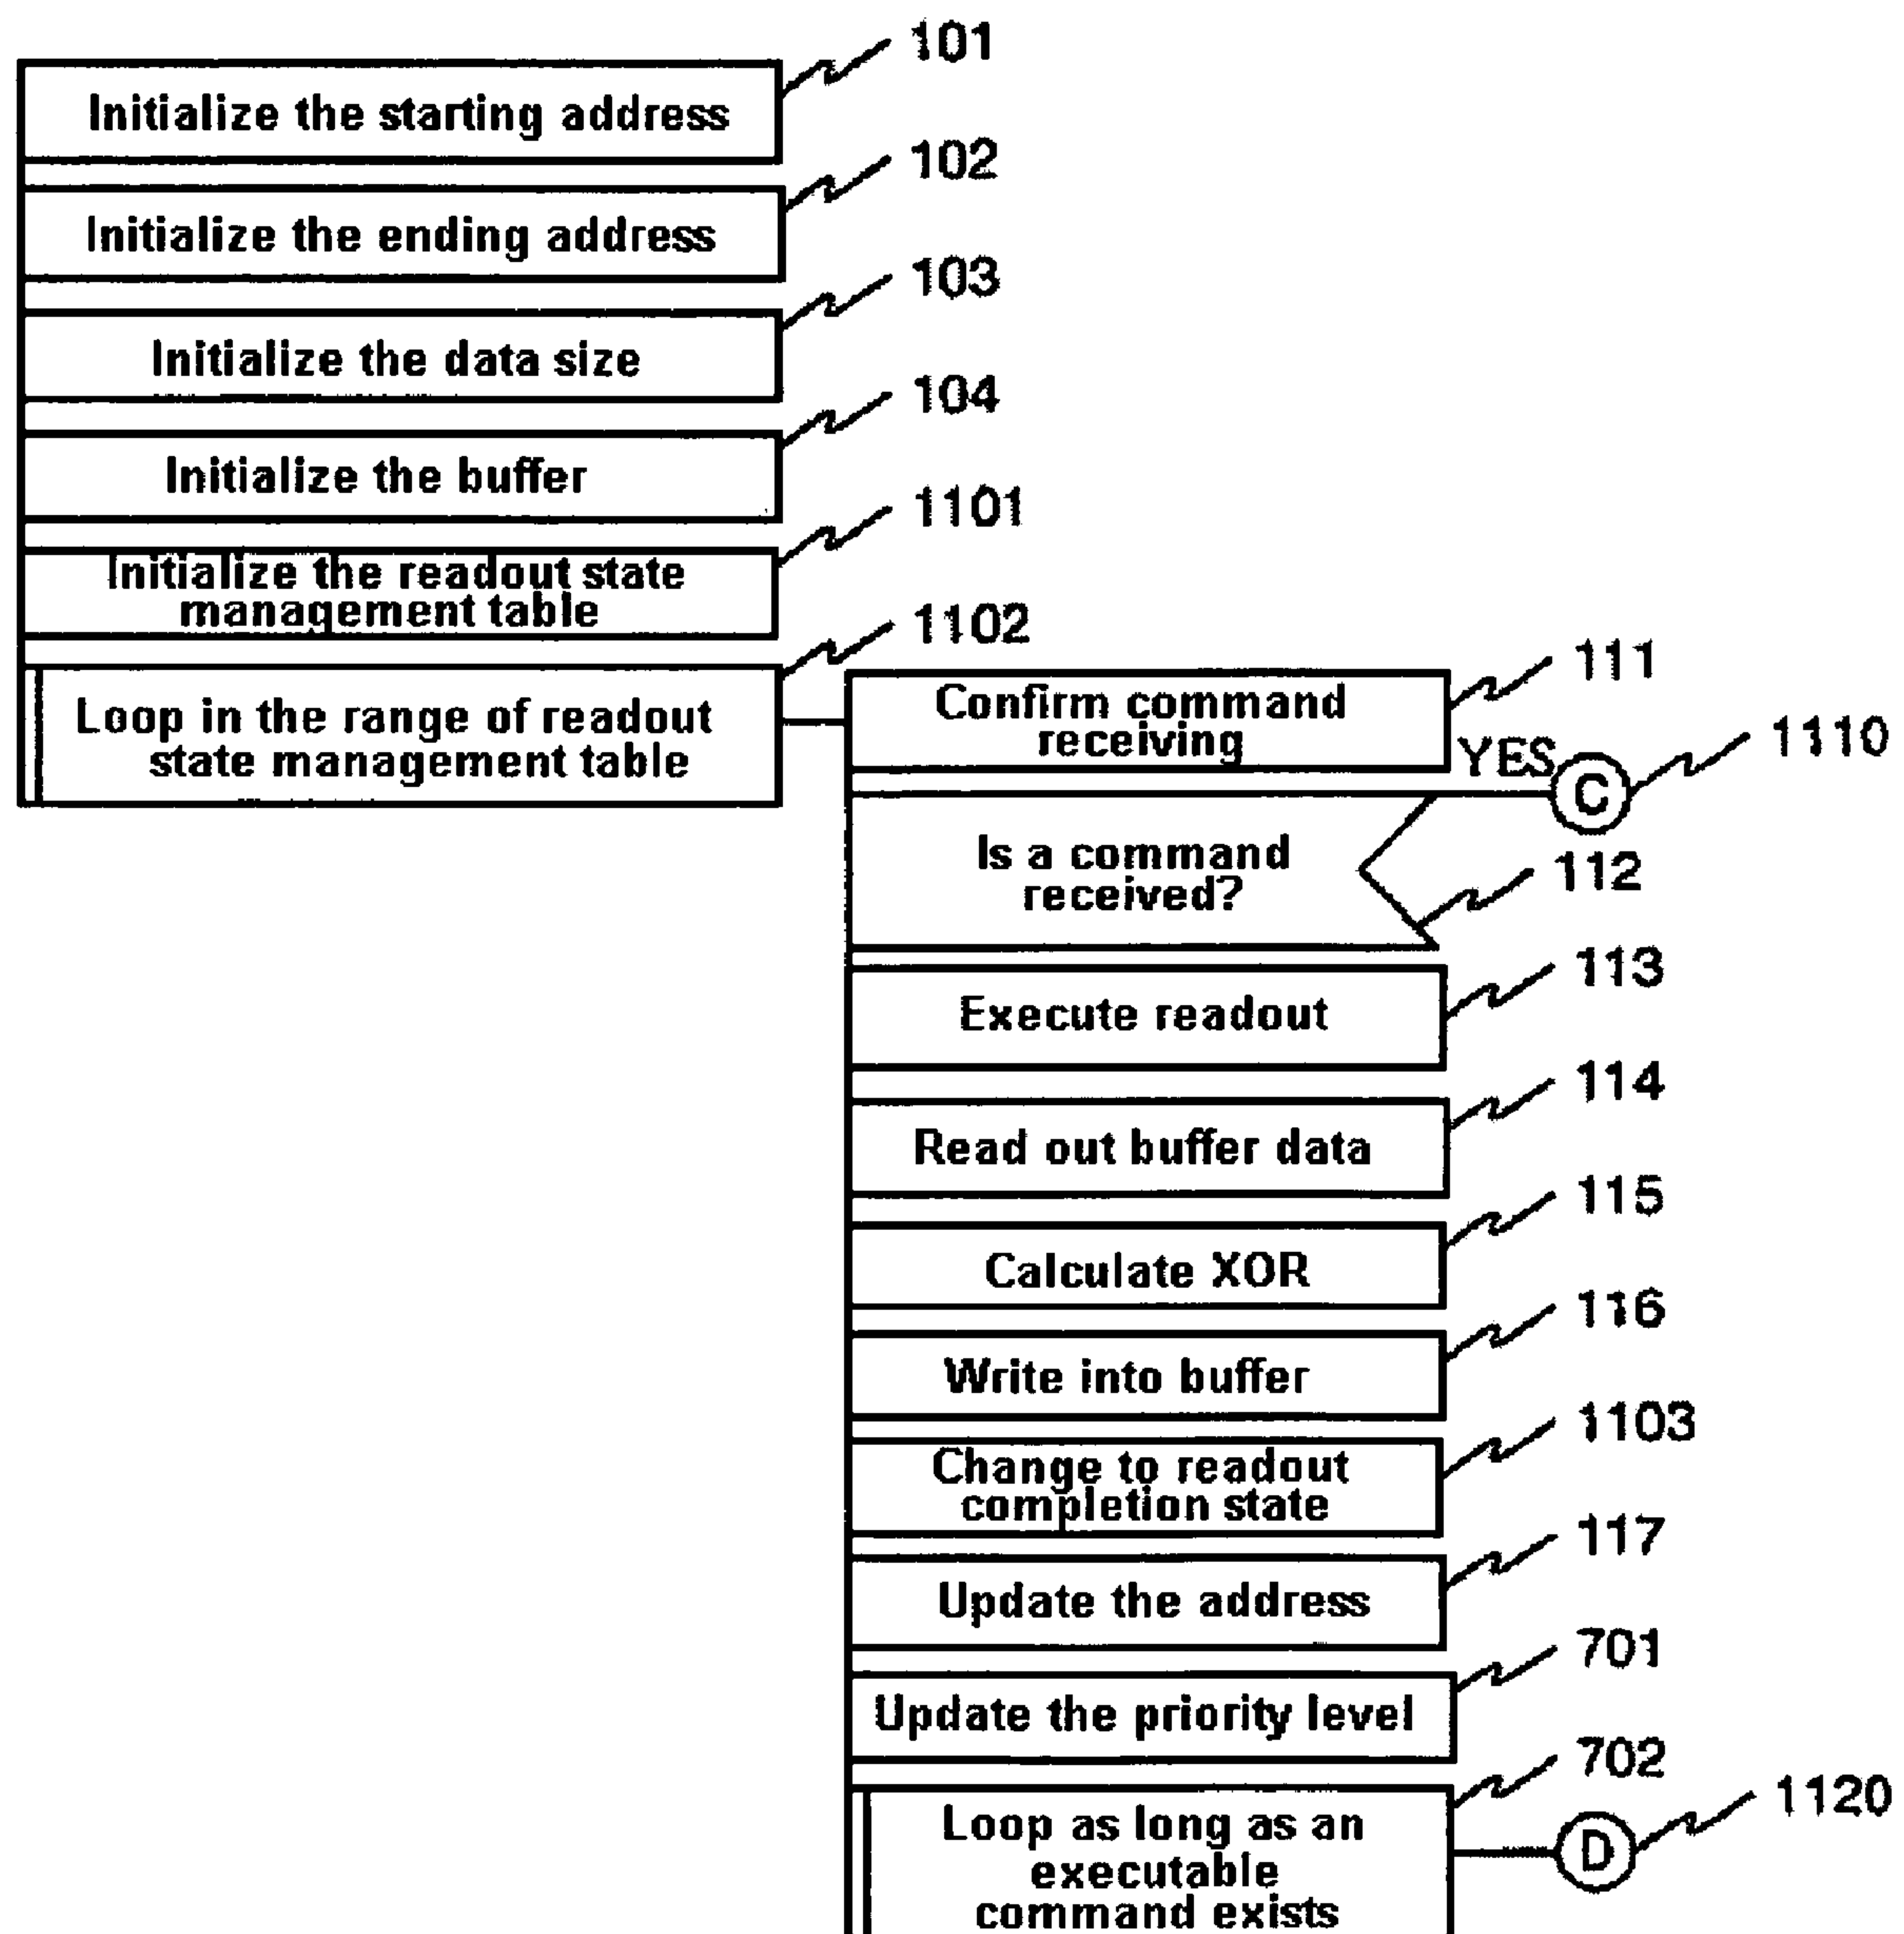 101
Initialize the starting address
102
Initialize the ending address
103
Initialize the data size
104
Initialize the buffer
1101
Initialize the readout state
management table
1102
Loop in the range of readout
state management table
111
Confirm command
receiving
YES
C
1110
Is a command
received?
112
113
Execute readout
114
Read out buffer data
115
Calculate XOR
116
Write into buffer
1103
Change to readout
completion state
117
Update the address
701
Update the priority level
702
Loop as long as an
executable
command exists
D
1120